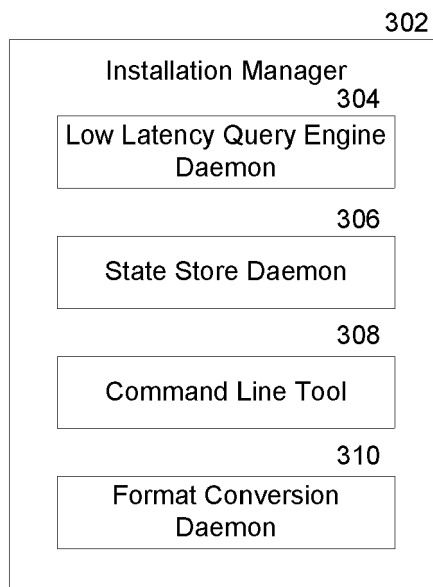 302
Installation Manager
304
Low Latency Query Engine
Daemon
306
State Store Daemon
308
Command Line Tool
310
Format Conversion
Daemon